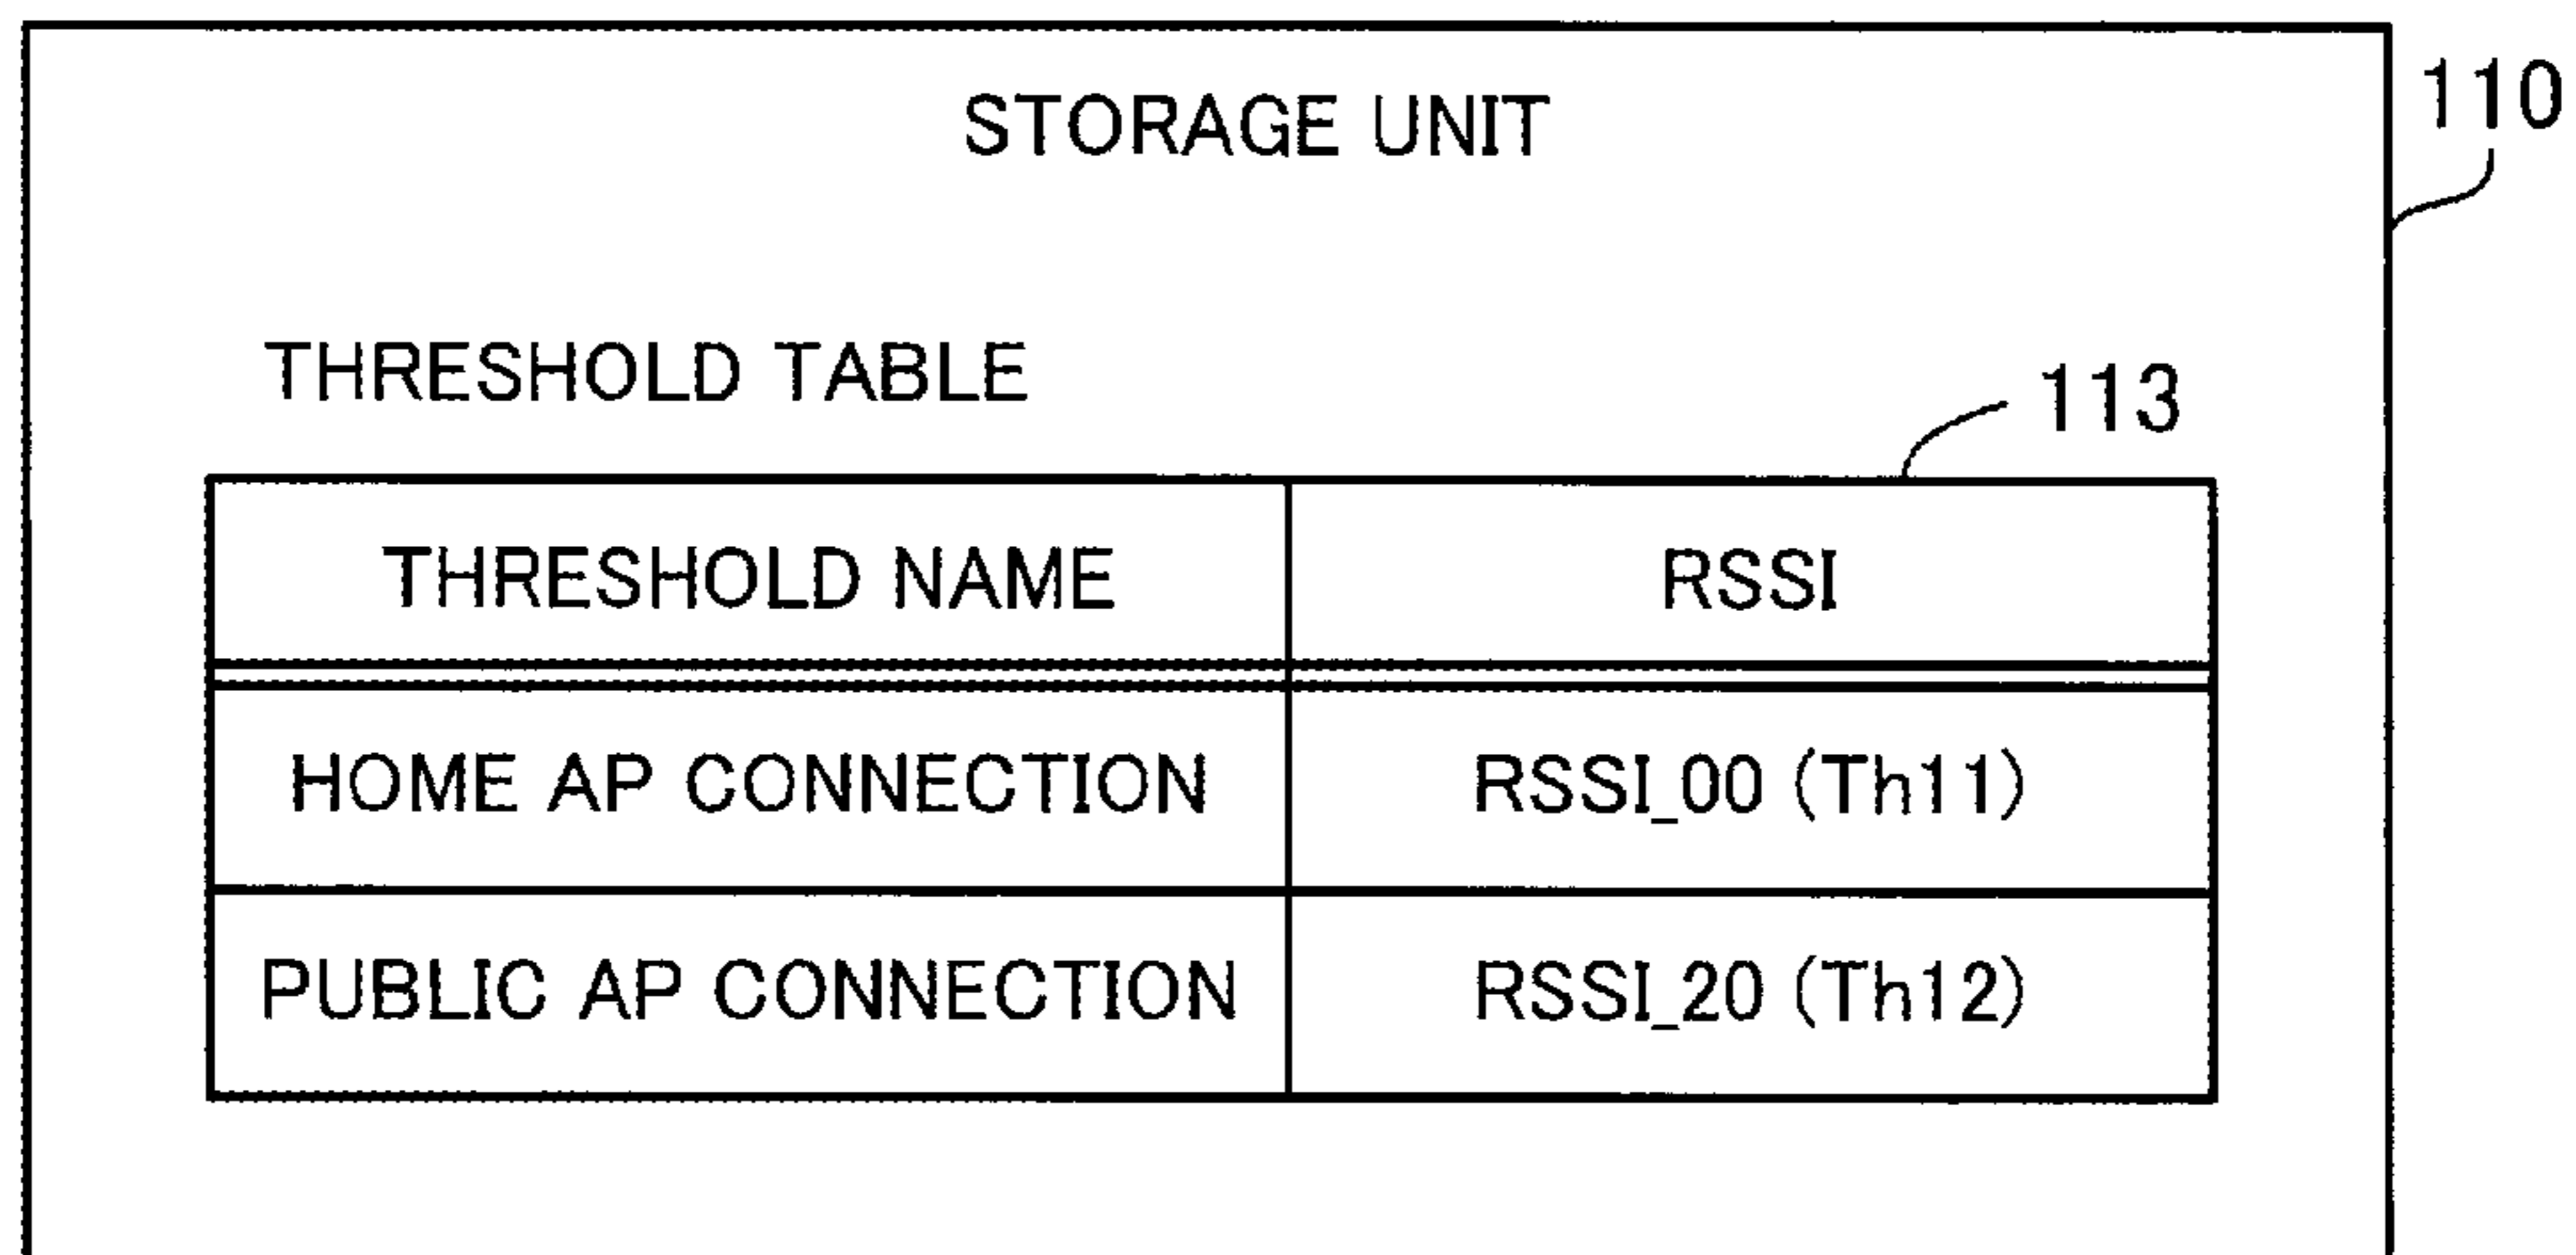 STORAGE UNIT
110
THRESHOLD TABLE
113
THRESHOLD NAME RSSI
HOME AP CONNECTION RSSI_00 (Th11)
PUBLIC AP CONNECTION RSSI_20 (Th12)